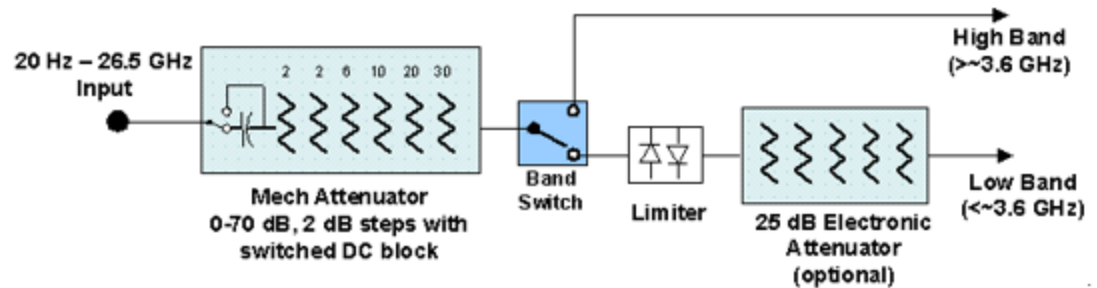 20 Hz – 26.5 GHz
Input
2 2 6 10 20 30
Mech Attenuator
0-70 dB, 2 dB steps with
switched DC block
Band
Switch
Limiter
25 dB Electronic
Attenuator
(optional)
High Band
(>~3.6 GHz)
Low Band
(<~3.6 GHz)